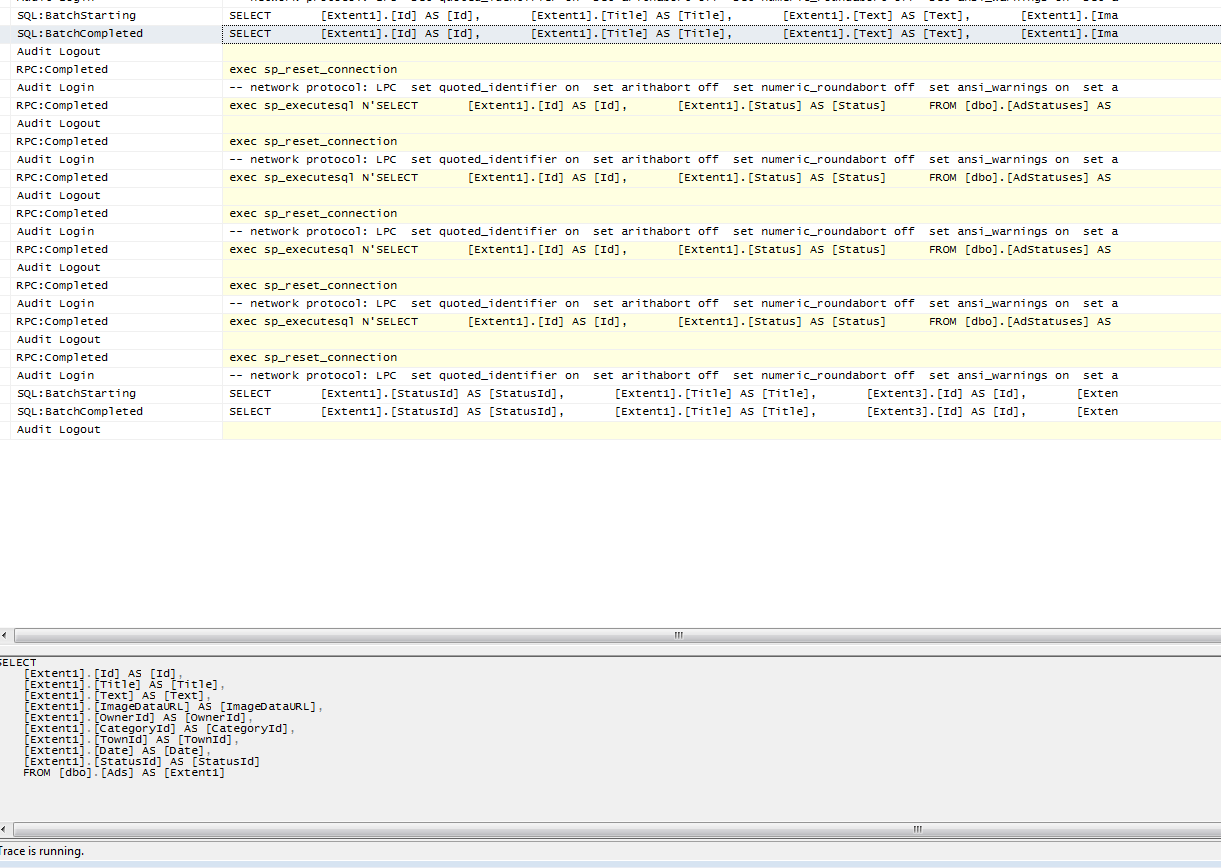 SQL:BatchStarting SELECT [Extent1].[Id] AS [Id], [Extent1].[Title] AS [Title], [Extent1].[Text] AS [Text], [Extent1].[Ima
SQL:BatchCompleted SELECT [Extent1].[Id] AS [Id], [Extent1].[Title] AS [Title], [Extent1].[Text] AS [Text], [Extent1].[Ima
Audit Logout
RPC:Completed exec sp_reset_connection
Audit Login -- network protocol: LPC set quoted_identifier on set arithabort off set numeric_roundabort off set ansi_warnings on set a
RPC:Completed exec sp_executesql N'SELECT [Extent1].[Id] AS [Id], [Extent1].[Status] AS [Status] FROM [dbo].[AdStatuses] AS
Audit Logout
RPC:Completed exec sp_reset_connection
Audit Login -- network protocol: LPC set quoted_identifier on set arithabort off set numeric_roundabort off set ansi_warnings on set a
RPC:Completed exec sp_executesql N'SELECT [Extent1].[Id] AS [Id], [Extent1].[Status] AS [Status] FROM [dbo].[AdStatuses] AS
Audit Logout
RPC:Completed exec sp_reset_connection
Audit Login -- network protocol: LPC set quoted_identifier on set arithabort off set numeric_roundabort off set ansi_warnings on set a
RPC:Completed exec sp_executesql N'SELECT [Extent1].[Id] AS [Id], [Extent1].[Status] AS [Status] FROM [dbo].[AdStatuses] AS
Audit Logout
RPC:Completed exec sp_reset_connection
Audit Login -- network protocol: LPC set quoted_identifier on set arithabort off set numeric_roundabort off set ansi_warnings on set a
RPC:Completed exec sp_executesql N'SELECT [Extent1].[Id] AS [Id], [Extent1].[Status] AS [Status] FROM [dbo].[AdStatuses] AS
Audit Logout
RPC:Completed exec sp_reset_connection
Audit Login -- network protocol: LPC set quoted_identifier on set arithabort off set numeric_roundabort off set ansi_warnings on set a
SQL:BatchStarting SELECT [Extent1].[StatusId] AS [StatusId], [Extent1].[Title] AS [Title], [Extent3].[Id] AS [Id], [Exten
SQL:BatchCompleted SELECT [Extent1].[StatusId] AS [StatusId], [Extent1].[Title] AS [Title], [Extent3].[Id] AS [Id], [Exten
Audit Logout
SELECT
[Extent1].[Id] AS [Id],
[Extent1].[Title] AS [Title],
[Extent1].[Text] AS [Text],
[Extent1].[ImageDataURL] AS [ImageDataURL],
[Extent1].[OwnerId] AS [OwnerId],
[Extent1].[CategoryId] AS [CategoryId],
[Extent1].[TownId] AS [TownId],
[Extent1].[Date] AS [Date],
[Extent1].[StatusId] AS [StatusId]
FROM [dbo].[Ads] AS [Extent1]
Trace is running.